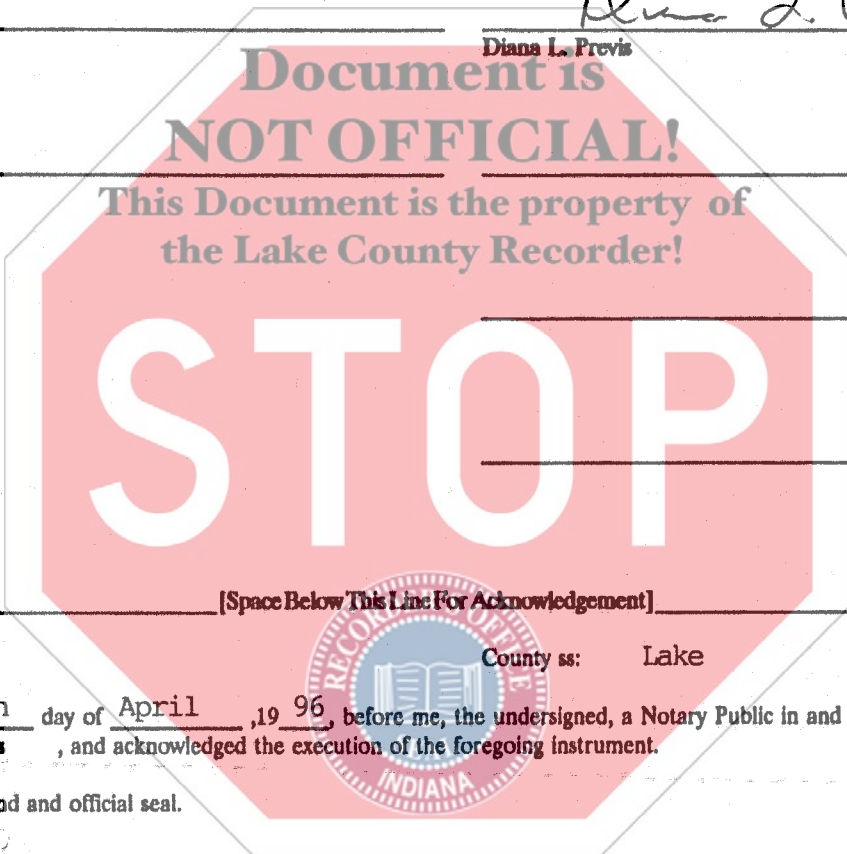 Diana L. Previs
Document is
NOT OFFICIAL!
This Document is the property of
the Lake County Recorder!
STOP
[Space Below This Line For Acknowledgement]
County ss: Lake
day of April ,19 96, before me, the undersigned, a Notary Public in and
, and acknowledged the execution of the foregoing instrument.
and official seal.
RECORDER'S OFFICE
INDIANA